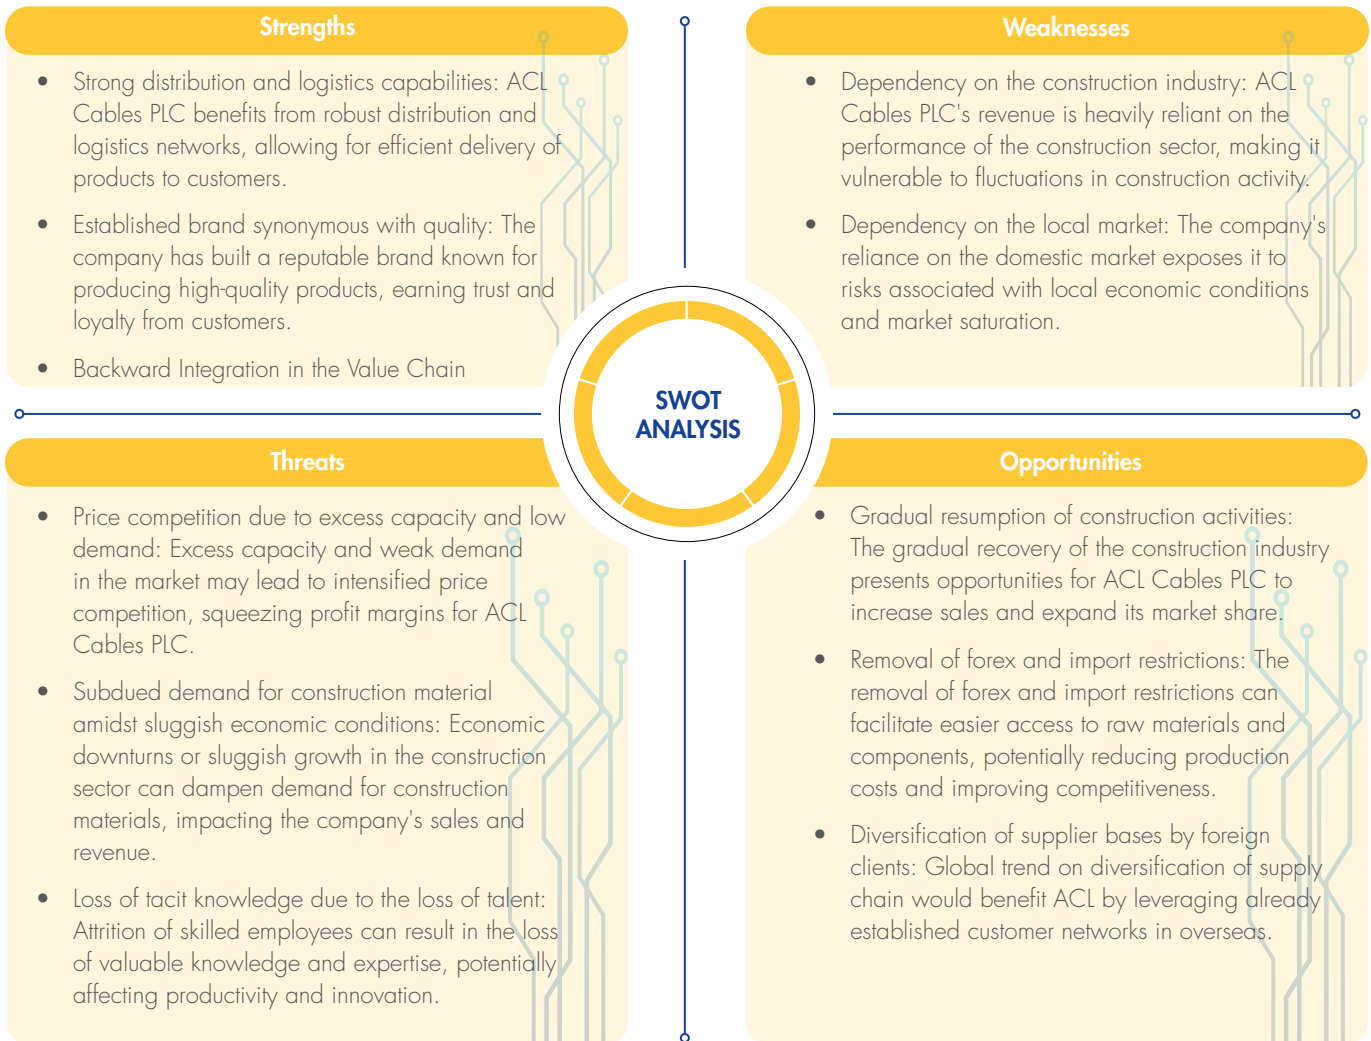 Strengths
• Strong distribution and logistics capabilities: ACL
Cables PLC benefits from robust distribution and
logistics networks, allowing for efficient delivery of
products to customers.
• Established brand synonymous with quality: The
company has built a reputable brand known for
producing high-quality products, earning trust and
loyalty from customers.
• Backward Integration in the Value Chain
Weaknesses
• Dependency on the construction industry: ACL
Cables PLC's revenue is heavily reliant on the
performance of the construction sector, making it
vulnerable to fluctuations in construction activity.
• Dependency on the local market: The company's
reliance on the domestic market exposes it to
risks associated with local economic conditions
and market saturation.
SWOT
ANALYSIS
Threats
• Price competition due to excess capacity and low
demand: Excess capacity and weak demand
in the market may lead to intensified price
competition, squeezing profit margins for ACL
Cables PLC.
• Subdued demand for construction material
amidst sluggish economic conditions: Economic
downturns or sluggish growth in the construction
sector can dampen demand for construction
materials, impacting the company's sales and
revenue.
• Loss of tacit knowledge due to the loss of talent:
Attrition of skilled employees can result in the loss
of valuable knowledge and expertise, potentially
affecting productivity and innovation.
Opportunities
• Gradual resumption of construction activities:
The gradual recovery of the construction industry
presents opportunities for ACL Cables PLC to
increase sales and expand its market share.
• Removal of forex and import restrictions: The
removal of forex and import restrictions can
facilitate easier access to raw materials and
components, potentially reducing production
costs and improving competitiveness.
• Diversification of supplier bases by foreign
clients: Global trend on diversification of supply
chain would benefit ACL by leveraging already
established customer networks in overseas.